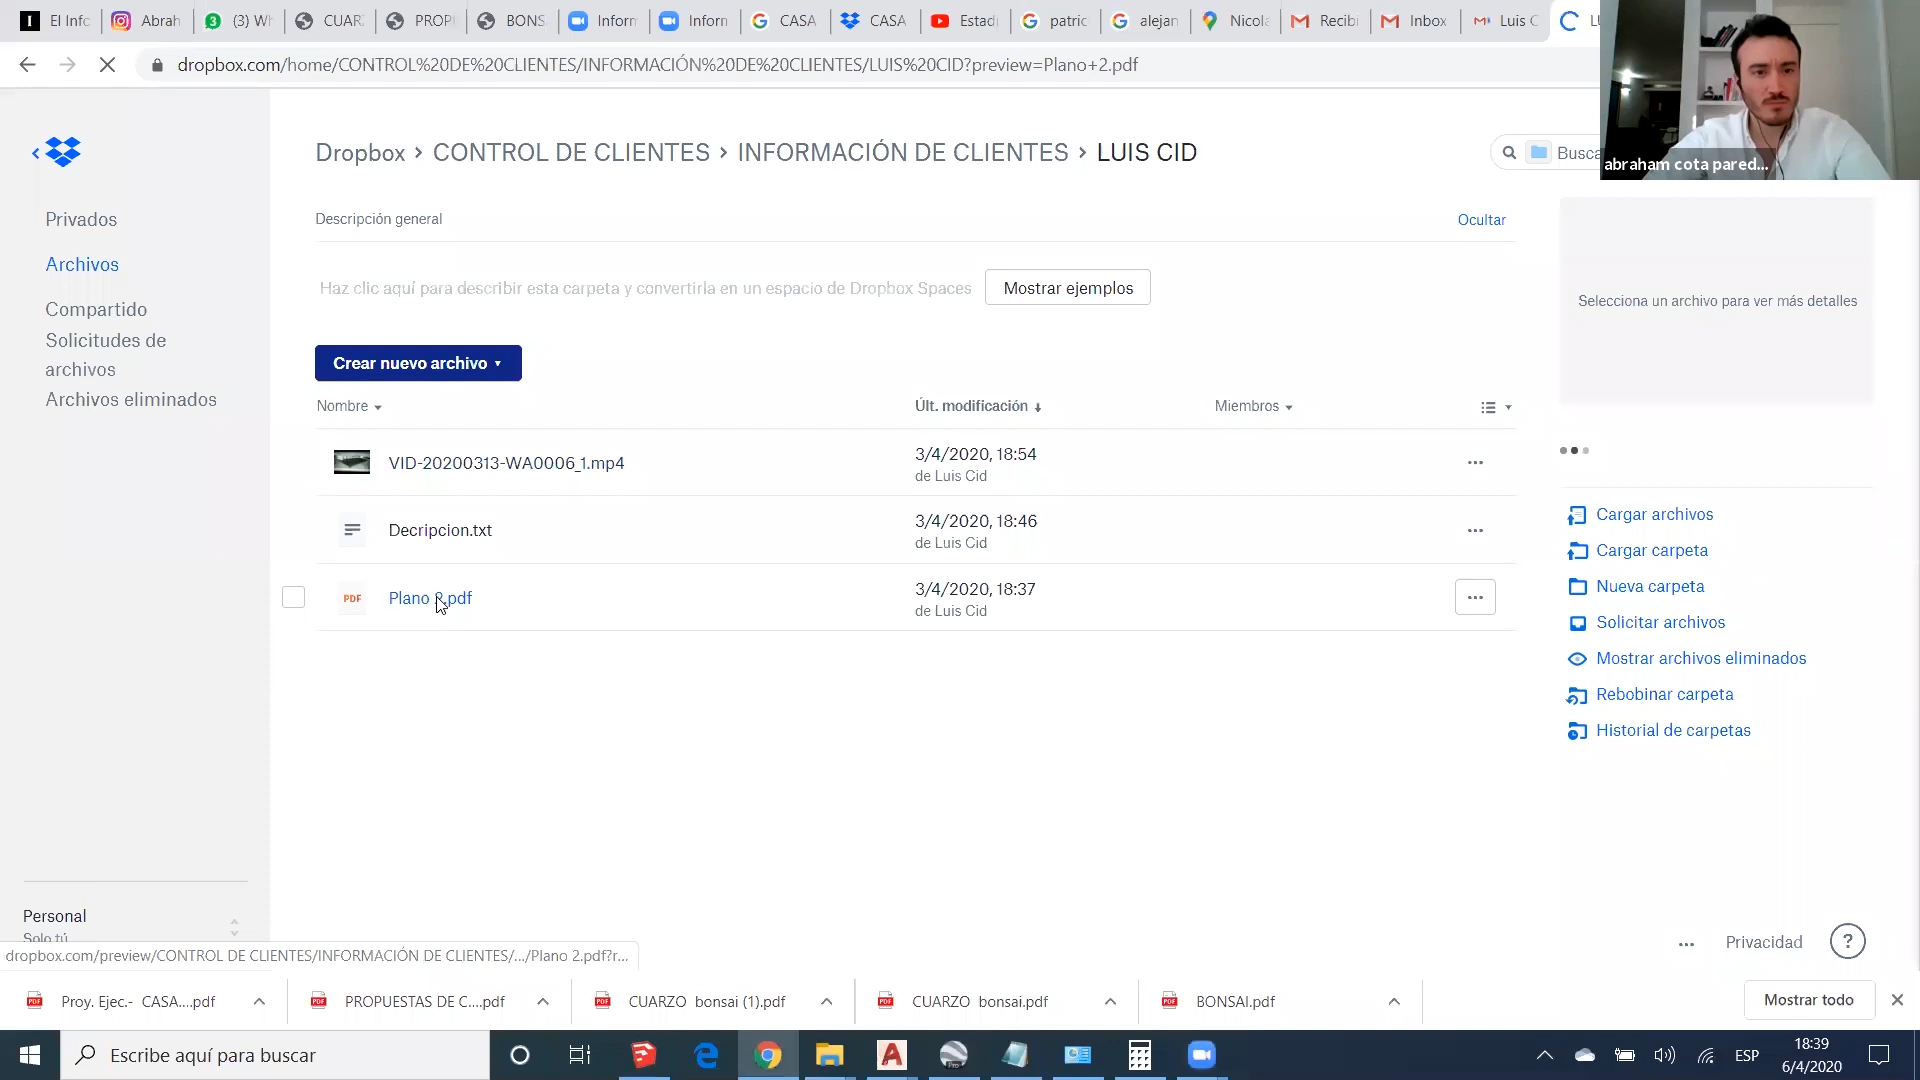 El Info
Abrah
(3) Wh
CUAR
PROP
BONS
Inform
Inform
CASA
CASA
Estadi
patric
alejan
Nicola
Recibi
Inbox
Luis C
dropbox.com/home/CONTROL%20DE%20CLIENTES/INFORMACIÓN%20DE%20CLIENTES/LUIS%20CID?preview=Plano+2.pdf
abraham cota pared...
Dropbox › CONTROL DE CLIENTES › INFORMACIÓN DE CLIENTES › LUIS CID
Busca
Privados
Archivos
Compartido
Solicitudes de
archivos
Archivos eliminados
Descripción general
Ocultar
Haz clic aquí para describir esta carpeta y convertirla en un espacio de Dropbox Spaces
Mostrar ejemplos
Selecciona un archivo para ver más detalles
Crear nuevo archivo
Nombre
Últ. modificación
Miembros
VID-20200313-WA0006_1.mp4
3/4/2020, 18:54
de Luis Cid
Decripcion.txt
3/4/2020, 18:46
de Luis Cid
PDF
Plano 2.pdf
3/4/2020, 18:37
de Luis Cid
Cargar archivos
Cargar carpeta
Nueva carpeta
Solicitar archivos
Mostrar archivos eliminados
Rebobinar carpeta
Historial de carpetas
Personal
Solo tú
Privacidad
?
dropbox.com/preview/CONTROL DE CLIENTES/INFORMACIÓN DE CLIENTES/.../Plano 2.pdf?r...
Proy. Ejec.- CASA....pdf
PROPUESTAS DE C....pdf
CUARZO bonsai (1).pdf
CUARZO bonsai.pdf
BONSAI.pdf
Mostrar todo
Escribe aquí para buscar
ESP
18:39
6/4/2020